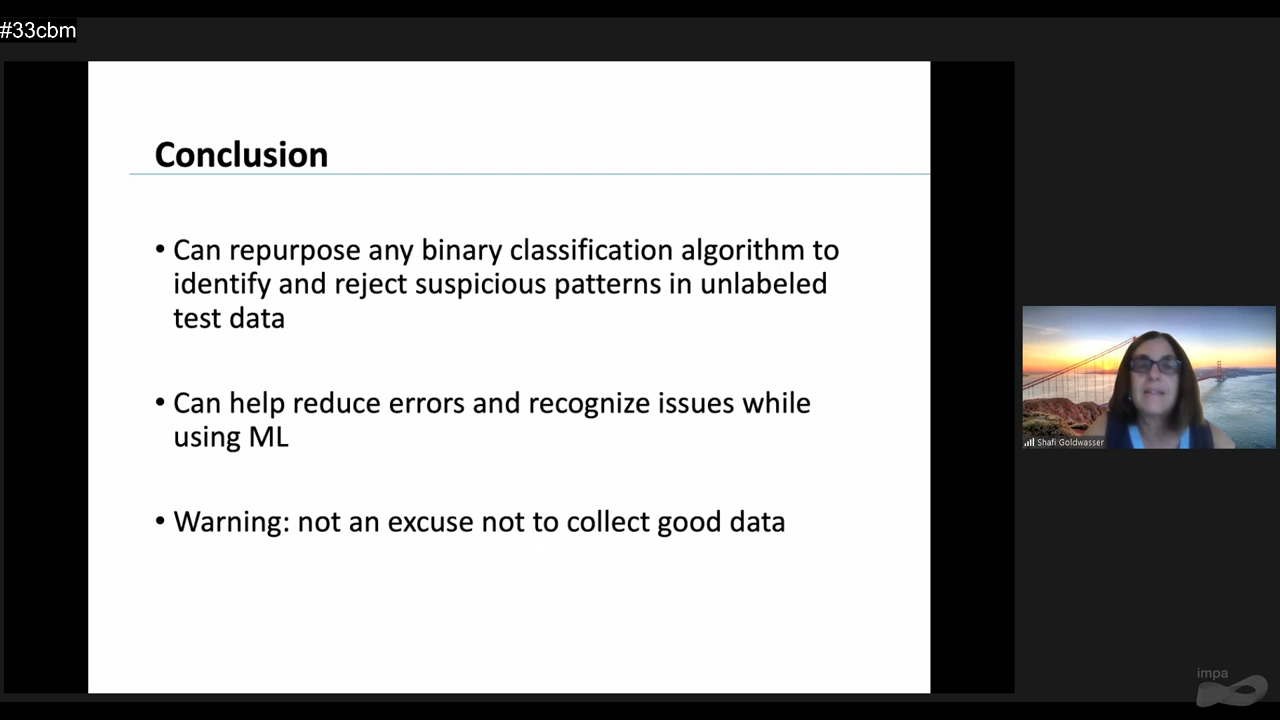 #33cbm
Conclusion
• Can repurpose any binary classification algorithm to
identify and reject suspicious patterns in unlabeled
test data
• Can help reduce errors and recognize issues while
using ML
• Warning: not an excuse not to collect good data
Shafi Goldwasser
impa